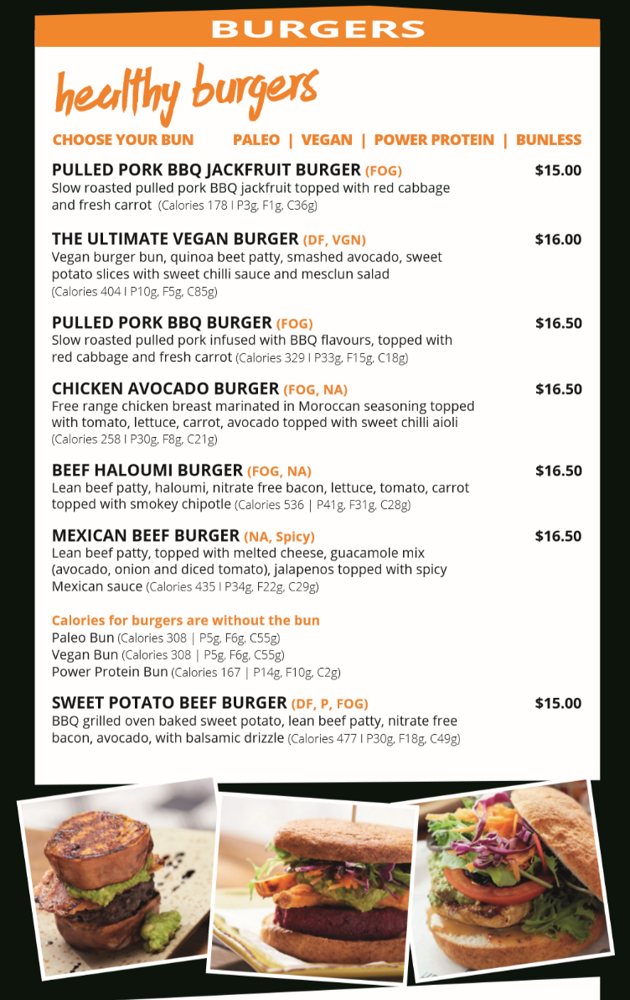 BURGERS
healthy burgers
CHOOSE YOUR BUN PALEO | VEGAN | POWER PROTEIN | BUNLESS
PULLED PORK BBQ JACKFRUIT BURGER (FOG) $15.00
Slow roasted pulled pork BBQ jackfruit topped with red cabbage
and fresh carrot (Calories 178 I P3g, F1g, C36g)
THE ULTIMATE VEGAN BURGER (DF, VGN) $16.00
Vegan burger bun, quinoa beet patty, smashed avocado, sweet
potato slices with sweet chilli sauce and mesclun salad
(Calories 404 I P10g, F5g, C85g)
PULLED PORK BBQ BURGER (FOG) $16.50
Slow roasted pulled pork infused with BBQ flavours, topped with
red cabbage and fresh carrot (Calories 329 I P33g, F15g, C18g)
CHICKEN AVOCADO BURGER (FOG, NA) $16.50
Free range chicken breast marinated in Moroccan seasoning topped
with tomato, lettuce, carrot, avocado topped with sweet chilli aioli
(Calories 258 I P30g, F8g, C21g)
BEEF HALOUMI BURGER (FOG, NA) $16.50
Lean beef patty, haloumi, nitrate free bacon, lettuce, tomato, carrot
topped with smokey chipotle (Calories 536 | P41g, F31g, C28g)
MEXICAN BEEF BURGER (NA, Spicy) $16.50
Lean beef patty, topped with melted cheese, guacamole mix
(avocado, onion and diced tomato), jalapenos topped with spicy
Mexican sauce (Calories 435 I P34g, F22g, C29g)
Calories for burgers are without the bun
Paleo Bun (Calories 308 | P5g, F6g, C55g)
Vegan Bun (Calories 308 | P5g, F6g, C55g)
Power Protein Bun (Calories 167 | P14g, F10g, C2g)
SWEET POTATO BEEF BURGER (DF, P, FOG) $15.00
BBQ grilled oven baked sweet potato, lean beef patty, nitrate free
bacon, avocado, with balsamic drizzle (Calories 477 I P30g, F18g, C49g)